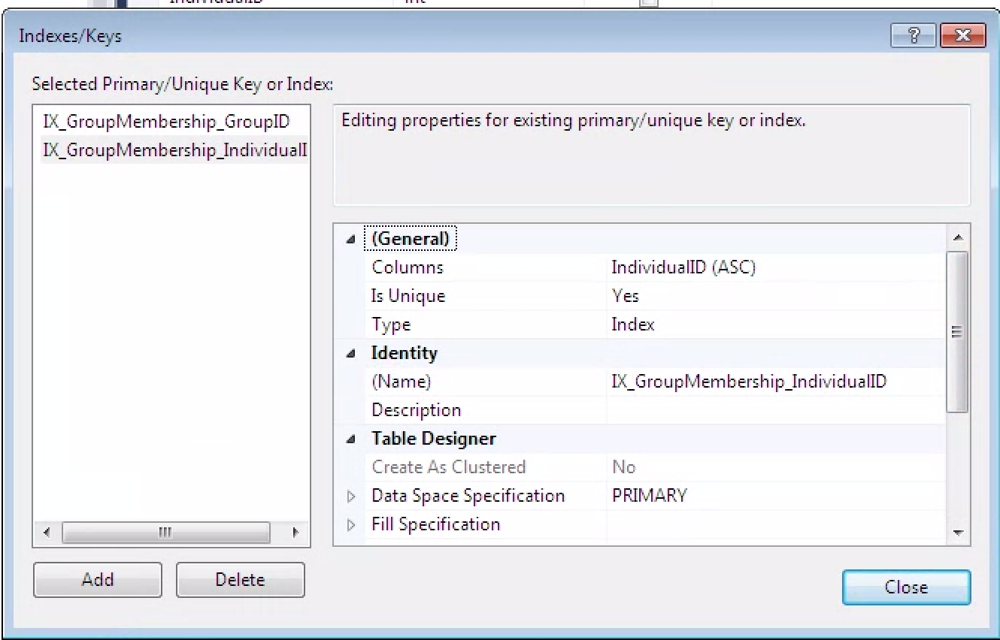 Indexes/Keys
Selected Primary/Unique Key or Index:
IX_GroupMembership_GroupID
IX_GroupMembership_IndividualI
Editing properties for existing primary/unique key or index.
(General)
Columns IndividualID (ASC)
Is Unique Yes
Type Index
Identity
(Name) IX_GroupMembership_IndividualID
Description
Table Designer
Create As Clustered No
Data Space Specification PRIMARY
Fill Specification
Add Delete
Close